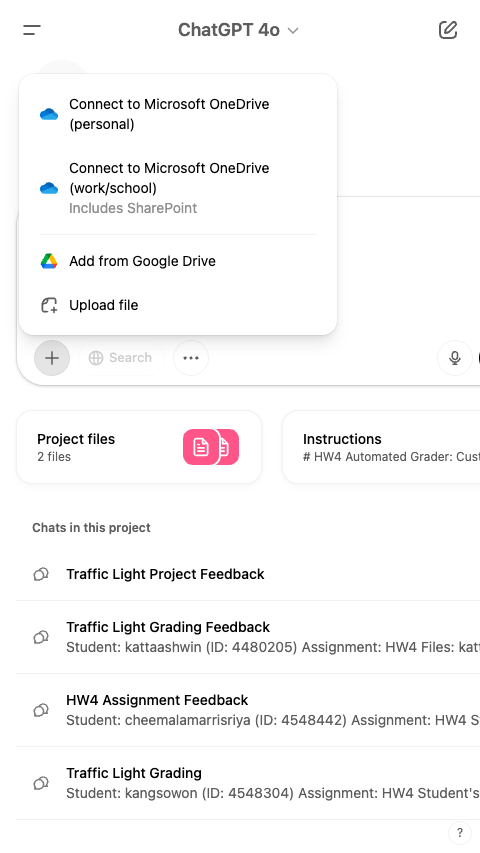 ChatGPT 4o
Connect to Microsoft OneDrive
(personal)
Connect to Microsoft OneDrive
(work/school)
Includes SharePoint
Add from Google Drive
Upload file
Search
Project files
2 files
Instructions
# HW4 Automated Grader: Cust
Chats in this project
Traffic Light Project Feedback
Traffic Light Grading Feedback
Student: kattaashwin (ID: 4480205) Assignment: HW4 Files: katt
HW4 Assignment Feedback
Student: cheemalamarrisriya (ID: 4548442) Assignment: HW4 S
Traffic Light Grading
Student: kangsowon (ID: 4548304) Assignment: HW4 Student's
?